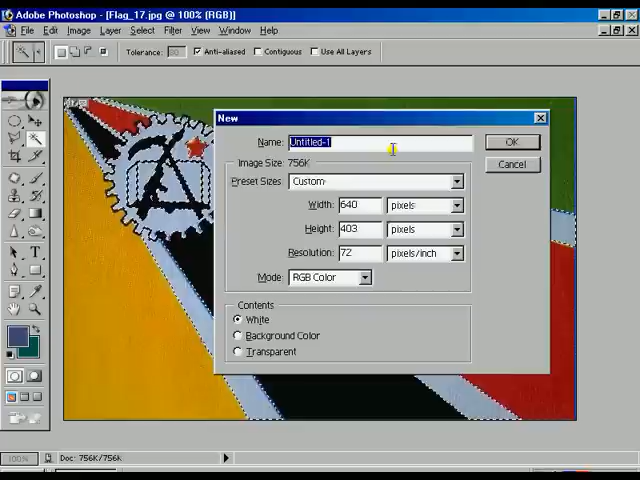 Adobe Photoshop - [Flag_17.jpg @ 100% (RGB)]
File Edit Image Layer Select Filter View Window Help
Tolerance: Anti-aliased Contiguous Use All Layers
New
Name: Untitled-1 OK
Image Size: 756K Cancel
Preset Sizes: Custom
Width: 640 pixels
Height: 403 pixels
Resolution: 72 pixels/inch
Mode: RGB Color
Contents
White
Background Color
Transparent
100% Doc: 756K/756K